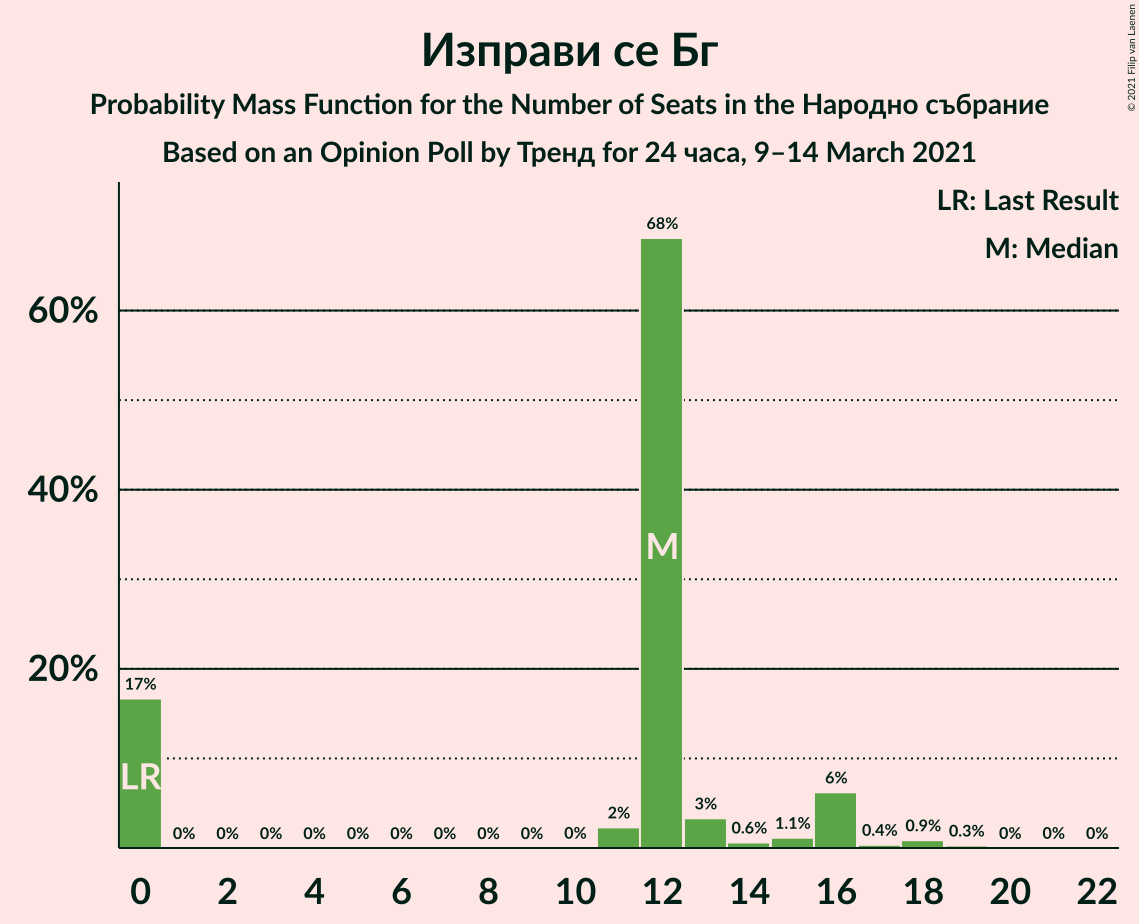 Изправи се Бг
Probability Mass Function for the Number of Seats in the Народно събрание
Based on an Opinion Poll by Тренд for 24 часа, 9–14 March 2021
© 2021 Filip van Laenen
LR: Last Result
M: Median
60%
40%
20%
17% 0% 0% 0% 0% 0% 0% 0% 0% 0% 0% 2% 68% 3% 0.6% 1.1% 6% 0.4% 0.9% 0.3% 0% 0% 0%
LR
M
0 2 4 6 8 10 12 14 16 18 20 22